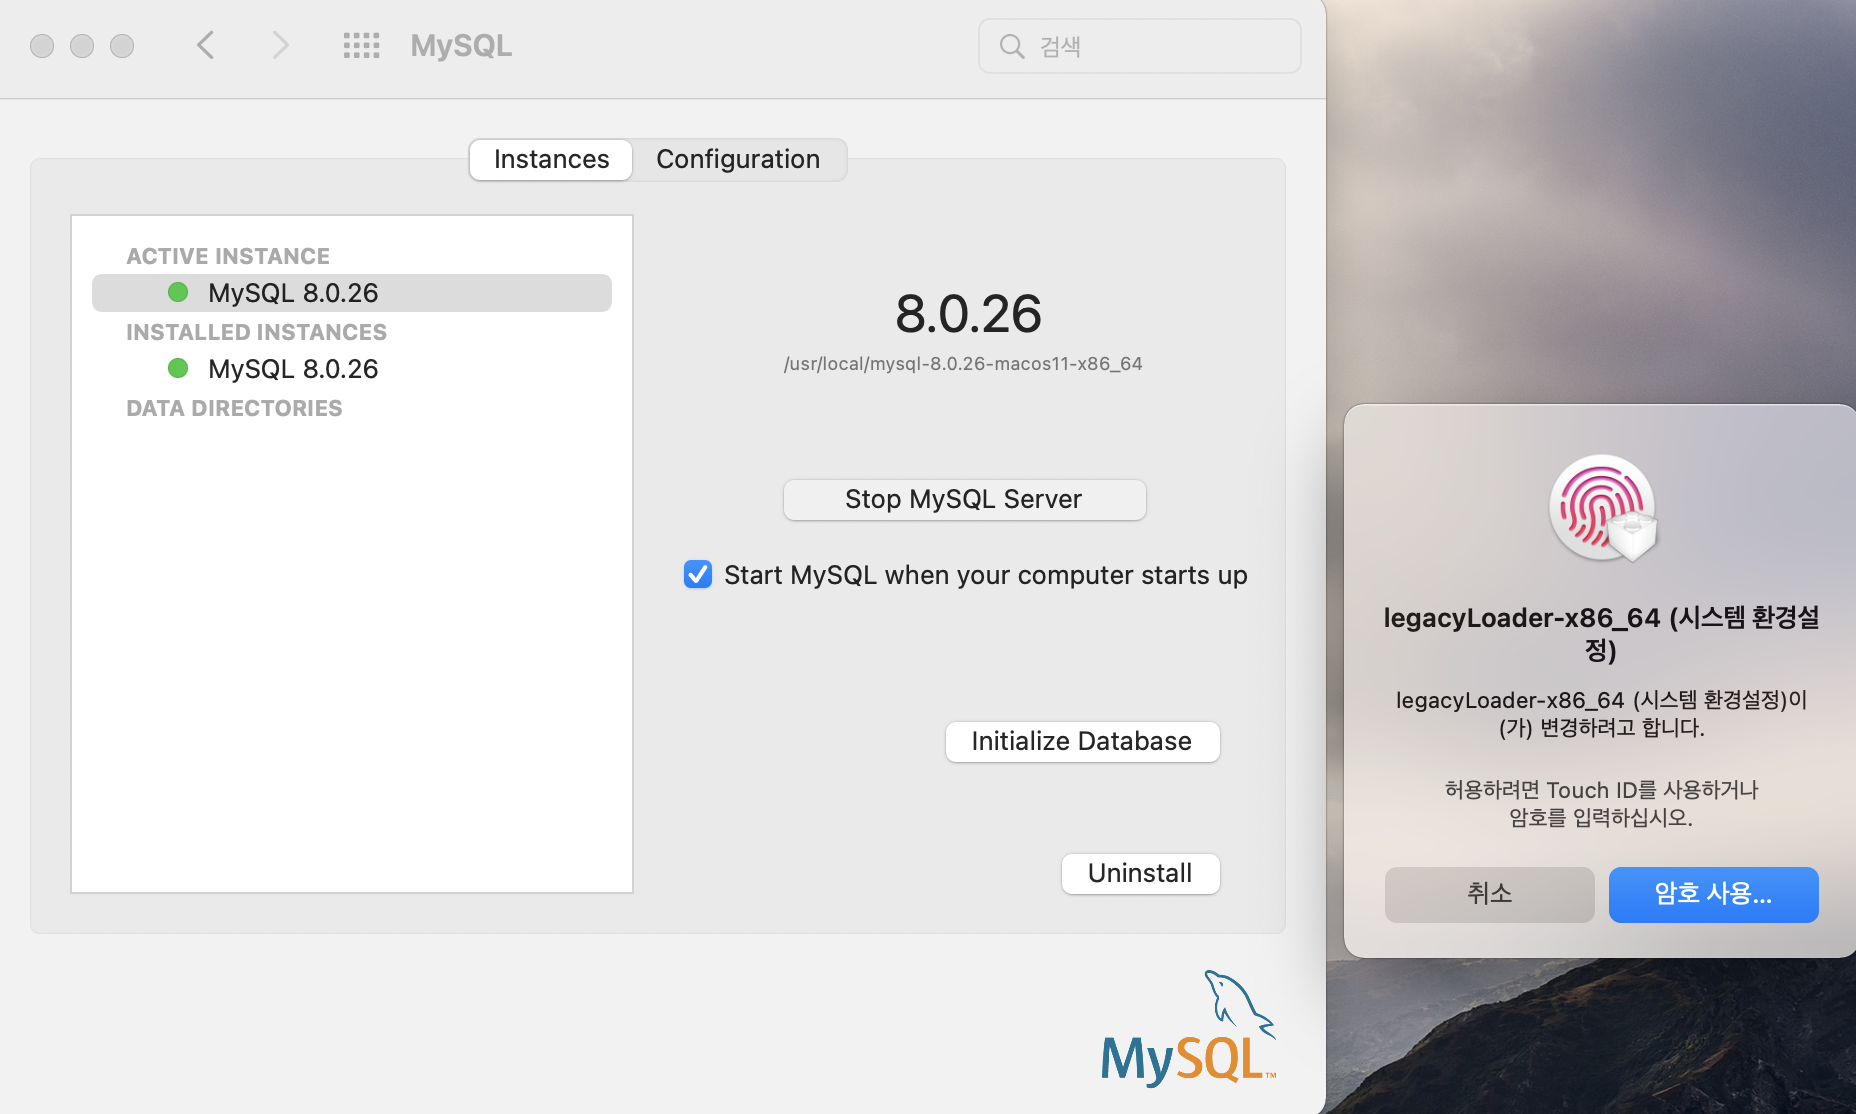 MySQL
검색
Instances
Configuration
ACTIVE INSTANCE
MySQL 8.0.26
INSTALLED INSTANCES
MySQL 8.0.26
DATA DIRECTORIES
8.0.26
/usr/local/mysql-8.0.26-macos11-x86_64
Stop MySQL Server
Start MySQL when your computer starts up
Initialize Database
Uninstall
MySQL™
legacyLoader-x86_64 (시스템 환경설
정)
legacyLoader-x86_64 (시스템 환경설정)이
(가) 변경하려고 합니다.
허용하려면 Touch ID를 사용하거나
암호를 입력하십시오.
취소
암호 사용...